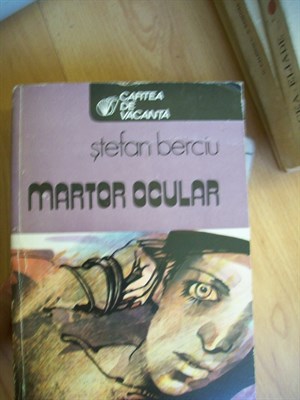 CARTEA
DE
VACANȚĂ
ștefan berciu
MARTOR OCULAR